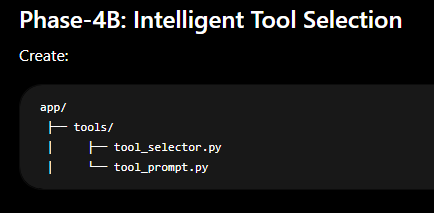 Phase-4B: Intelligent Tool Selection
Create:
app/
├── tools/
│    ├── tool_selector.py
│    └── tool_prompt.py